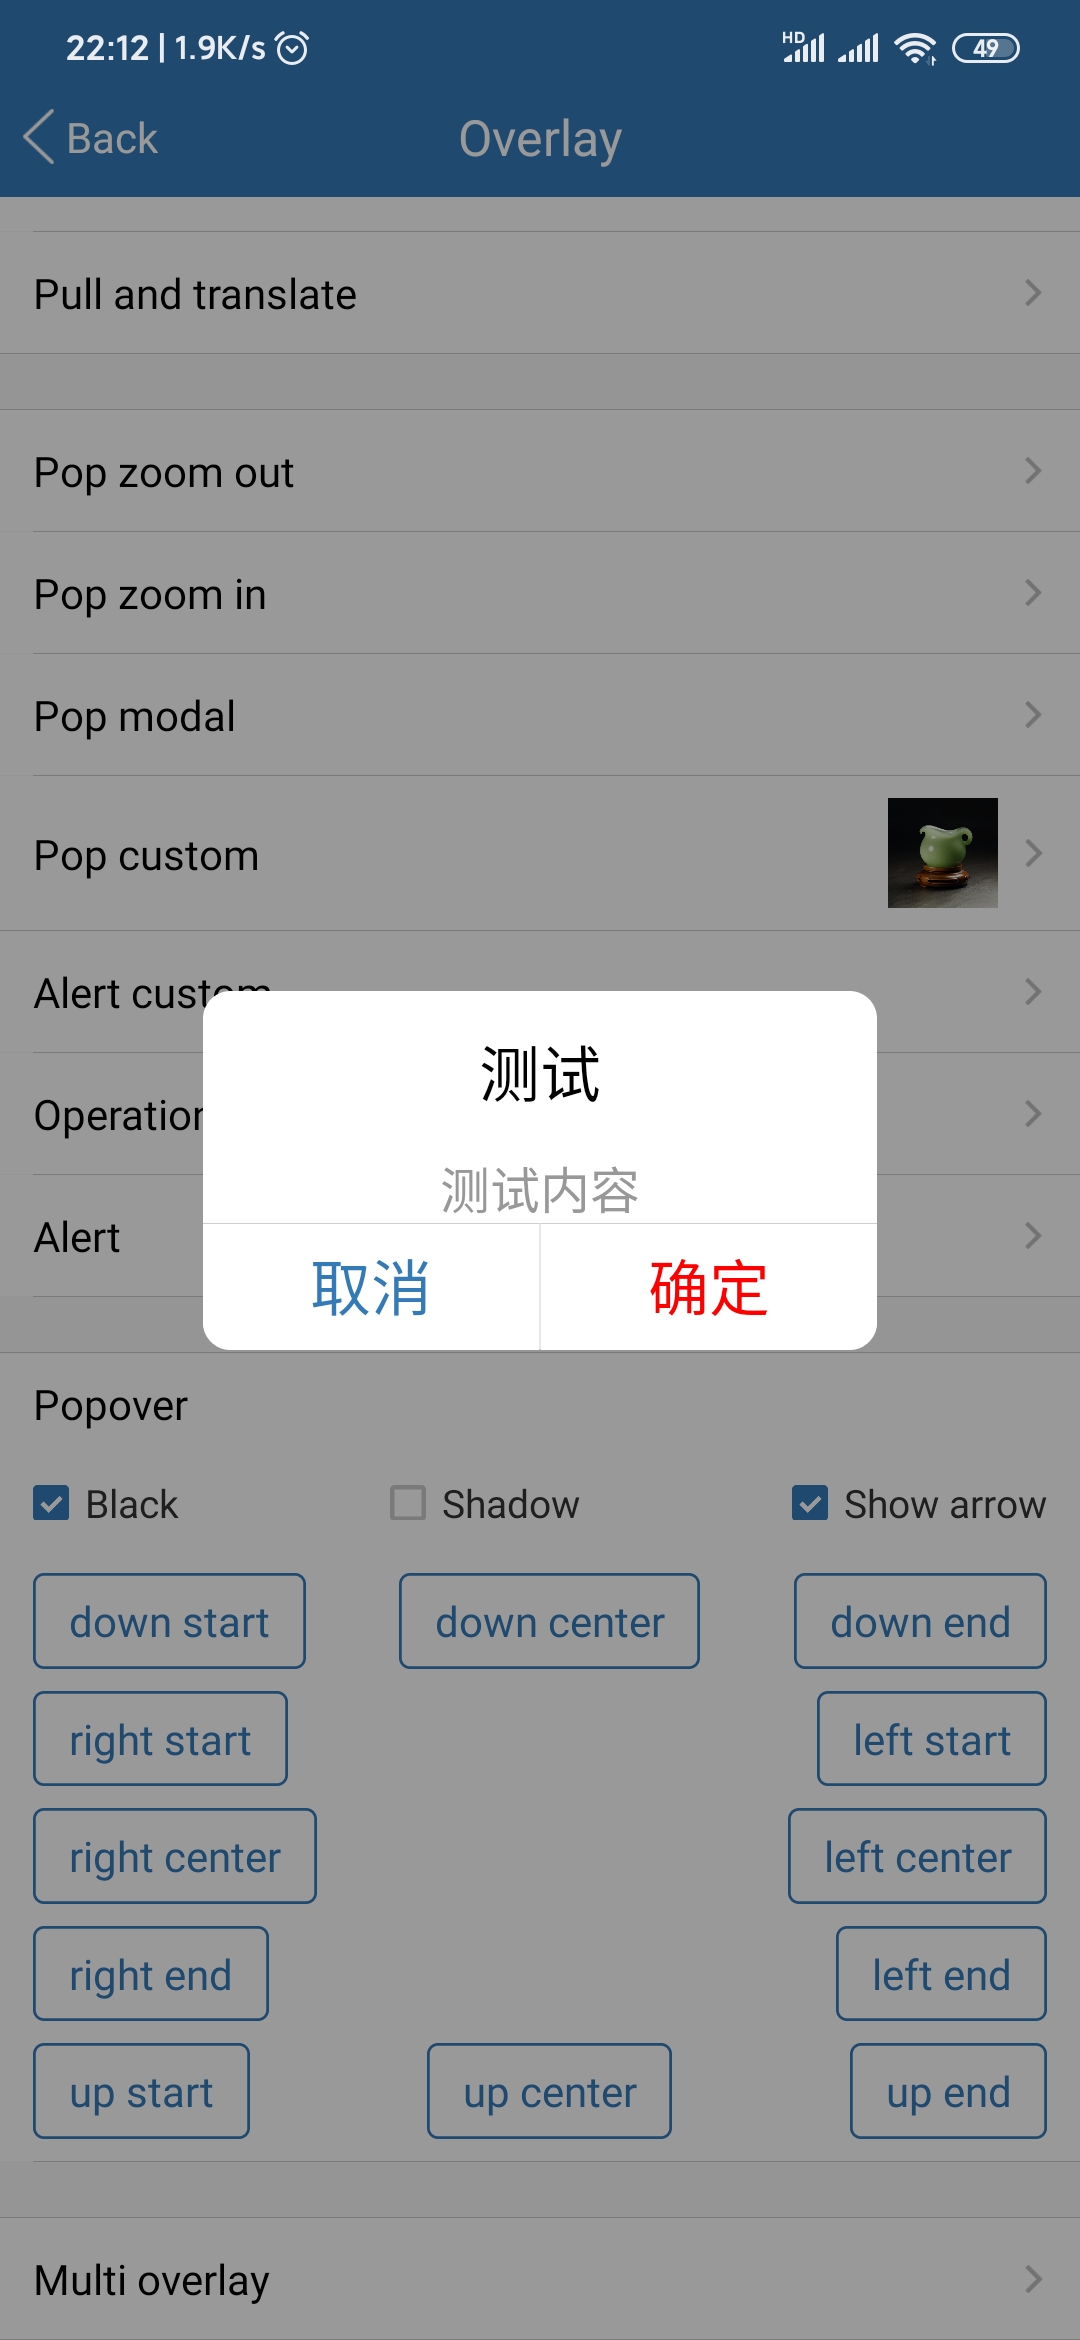 22:12 | 1.9K/s HD 49
Back Overlay
Pull and translate
Pop zoom out
Pop zoom in
Pop modal
Pop custom
Alert custom
测试
Operation
测试内容
Alert
取消 确定
Popover
Black Shadow Show arrow
down start down center down end
right start left start
right center left center
right end left end
up start up center up end
Multi overlay